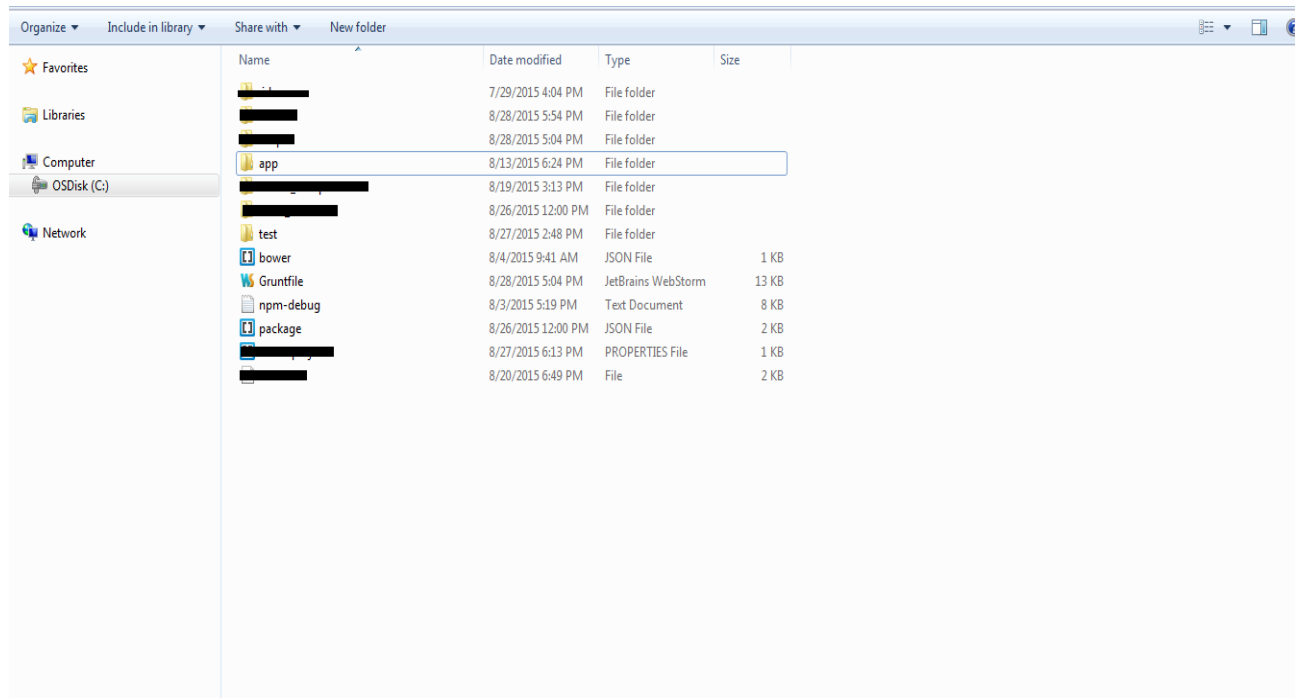 Organize Include in library Share with New folder
Favorites
Libraries
Computer
OSDisk (C:)
Network
Name Date modified Type Size
7/29/2015 4:04 PM File folder
8/28/2015 5:54 PM File folder
8/28/2015 5:04 PM File folder
app 8/13/2015 6:24 PM File folder
8/19/2015 3:13 PM File folder
8/26/2015 12:00 PM File folder
test 8/27/2015 2:48 PM File folder
bower 8/4/2015 9:41 AM JSON File 1 KB
Gruntfile 8/28/2015 5:04 PM JetBrains WebStorm 13 KB
npm-debug 8/3/2015 5:19 PM Text Document 8 KB
package 8/26/2015 12:00 PM JSON File 2 KB
8/27/2015 6:13 PM PROPERTIES File 1 KB
8/20/2015 6:49 PM File 2 KB